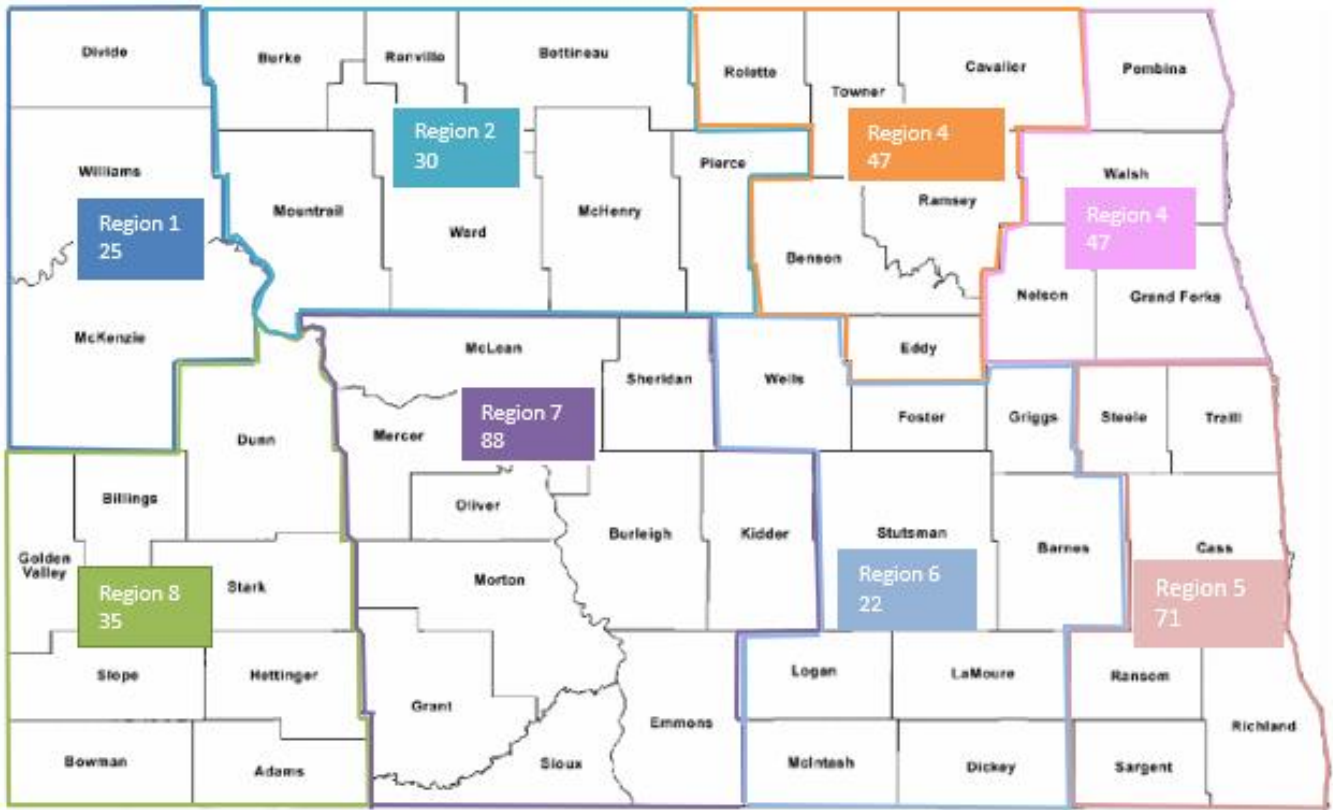 Divide
Burke
Renville
Bottineau
Rolette
Towner
Cavalier
Pembina
Williams
Region 1
25
McKenzie
Mountrail
Region 2
30
Ward
McHenry
Pierce
Region 4
47
Ramsey
Benson
Eddy
Walsh
Region 4
47
Nelson
Grand Forks
McLean
Sheridan
Region 7
88
Mercer
Oliver
Burleigh
Kidder
Morton
Grant
Sioux
Emmons
Wells
Foster
Griggs
Stutsman
Barnes
Region 6
22
Logan
LaMoure
McIntash
Dickey
Steele
Traill
Cass
Region 5
71
Ransom
Richland
Sargent
Dunn
Billings
Golden
Valley
Stark
Region 8
35
Slope
Hettinger
Bowman
Adams